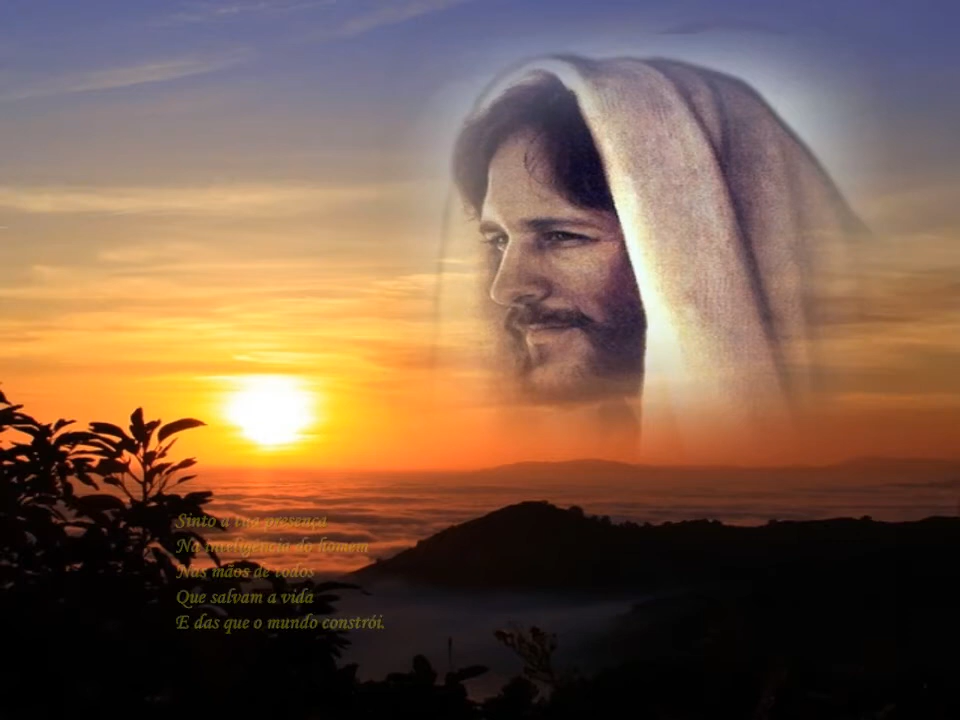 Sinto a tua presença
Na inteligência do homem
Nas mãos de todos
Que salvam a vida
E das que o mundo constrói.